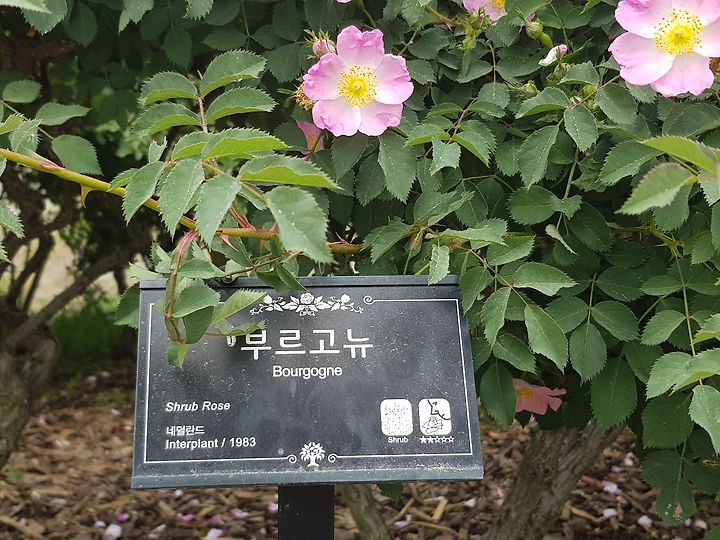 부르고뉴
Bourgogne
Shrub Rose
네덜란드
Interplant / 1983
Shrub